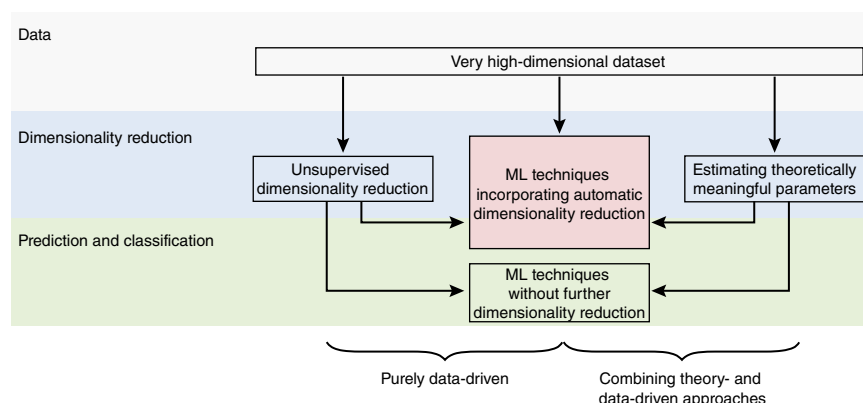 Data
Very high-dimensional dataset
Dimensionality reduction
Unsupervised
dimensionality reduction
ML techniques
incorporating automatic
dimensionality reduction
Estimating theoretically
meaningful parameters
Prediction and classification
ML techniques
without further
dimensionality reduction
Purely data-driven
Combining theory- and
data-driven approaches